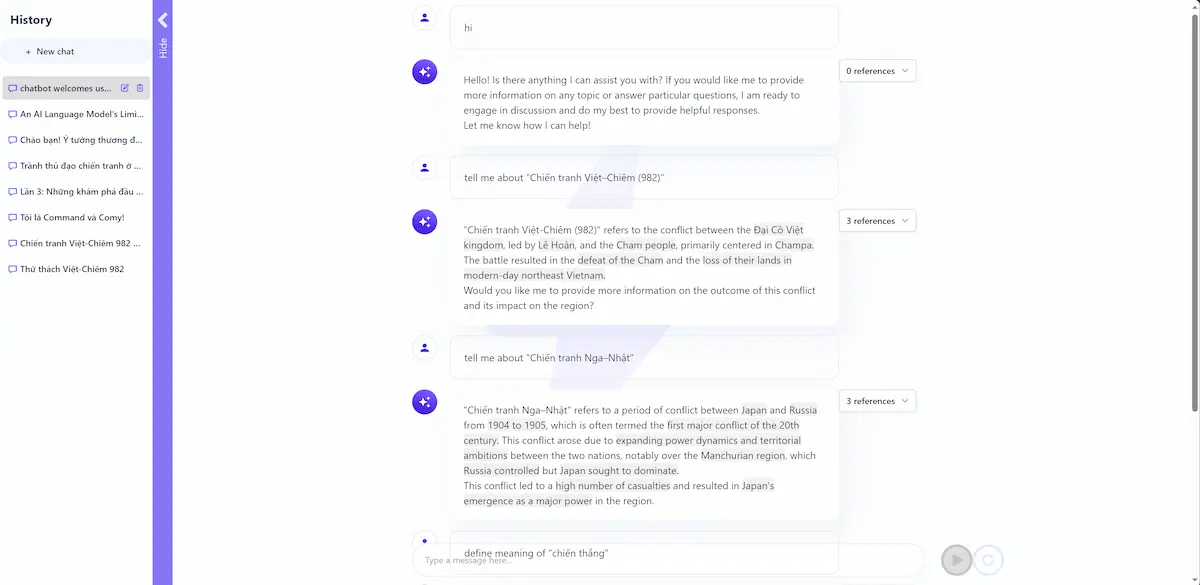 History
+ New chat
chatbot welcomes us...
An AI Language Model's Limi...
Chào bạn! Ý tưởng thương đ...
Tránh thủ đạo chiến tranh ở ...
Lần 3: Những khám phá đầu ...
Tôi là Command và Comy!
Chiến tranh Việt-Chiêm 982 ...
Thử thách Việt-Chiêm 982
Hide
hi
Hello! Is there anything I can assist you with? If you would like me to provide
more information on any topic or answer particular questions, I am ready to
engage in discussion and do my best to provide helpful responses.
Let me know how I can help!
0 references
tell me about "Chiến tranh Việt–Chiêm (982)"
"Chiến tranh Việt-Chiêm (982)" refers to the conflict between the Đại Cồ Việt
kingdom, led by Lê Hoàn, and the Cham people, primarily centered in Champa.
The battle resulted in the defeat of the Cham and the loss of their lands in
modern-day northeast Vietnam.
Would you like me to provide more information on the outcome of this conflict
and its impact on the region?
3 references
tell me about "Chiến tranh Nga–Nhật"
"Chiến tranh Nga–Nhật" refers to a period of conflict between Japan and Russia
from 1904 to 1905, which is often termed the first major conflict of the 20th
century. This conflict arose due to expanding power dynamics and territorial
ambitions between the two nations, notably over the Manchurian region, which
Russia controlled but Japan sought to dominate.
This conflict led to a high number of casualties and resulted in Japan's
emergence as a major power in the region.
3 references
define meaning of "chiến thắng"
Type a message here...